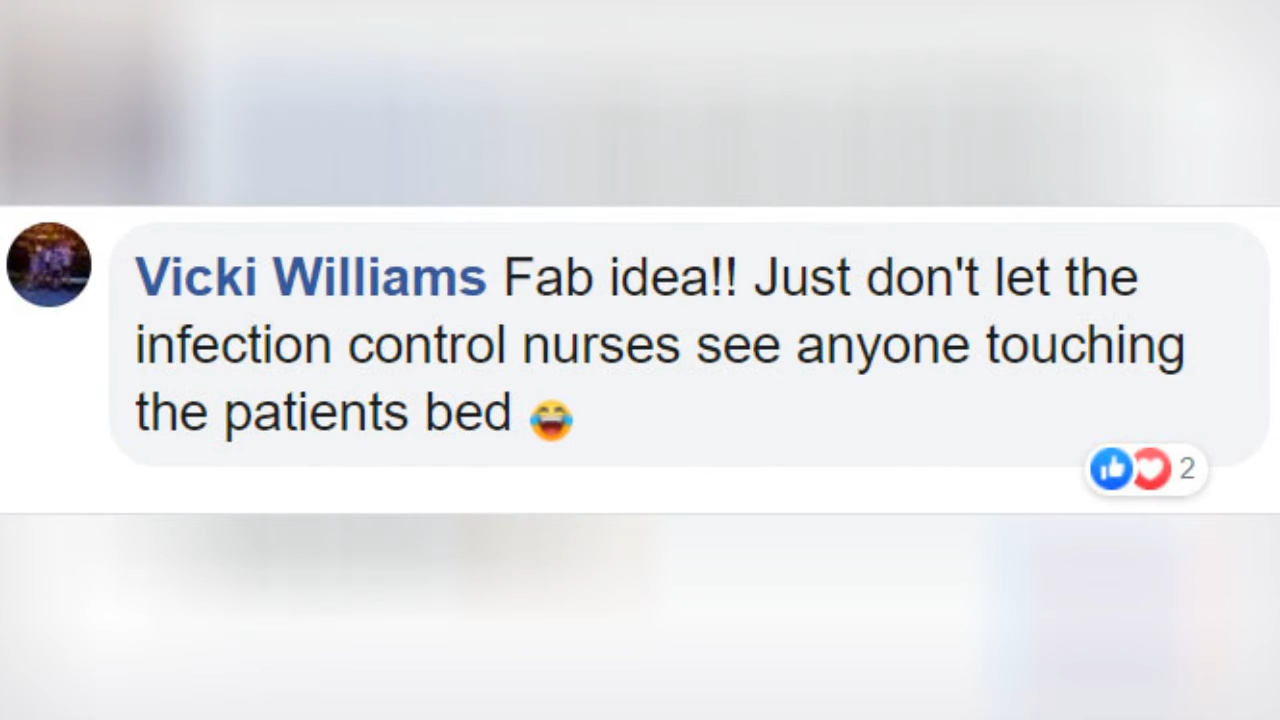 Vicki Williams Fab idea!! Just don't let the
infection control nurses see anyone touching
the patients bed 😂
2